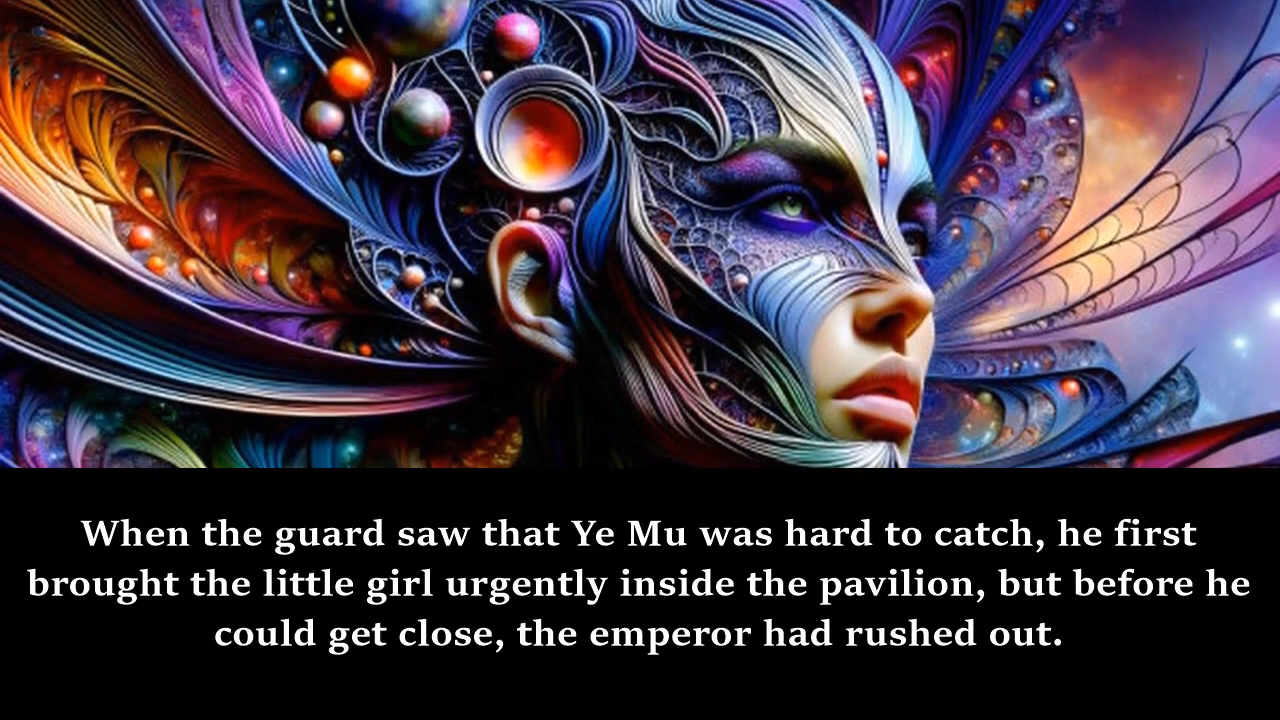 When the guard saw that Ye Mu was hard to catch, he first
brought the little girl urgently inside the pavilion, but before he
could get close, the emperor had rushed out.